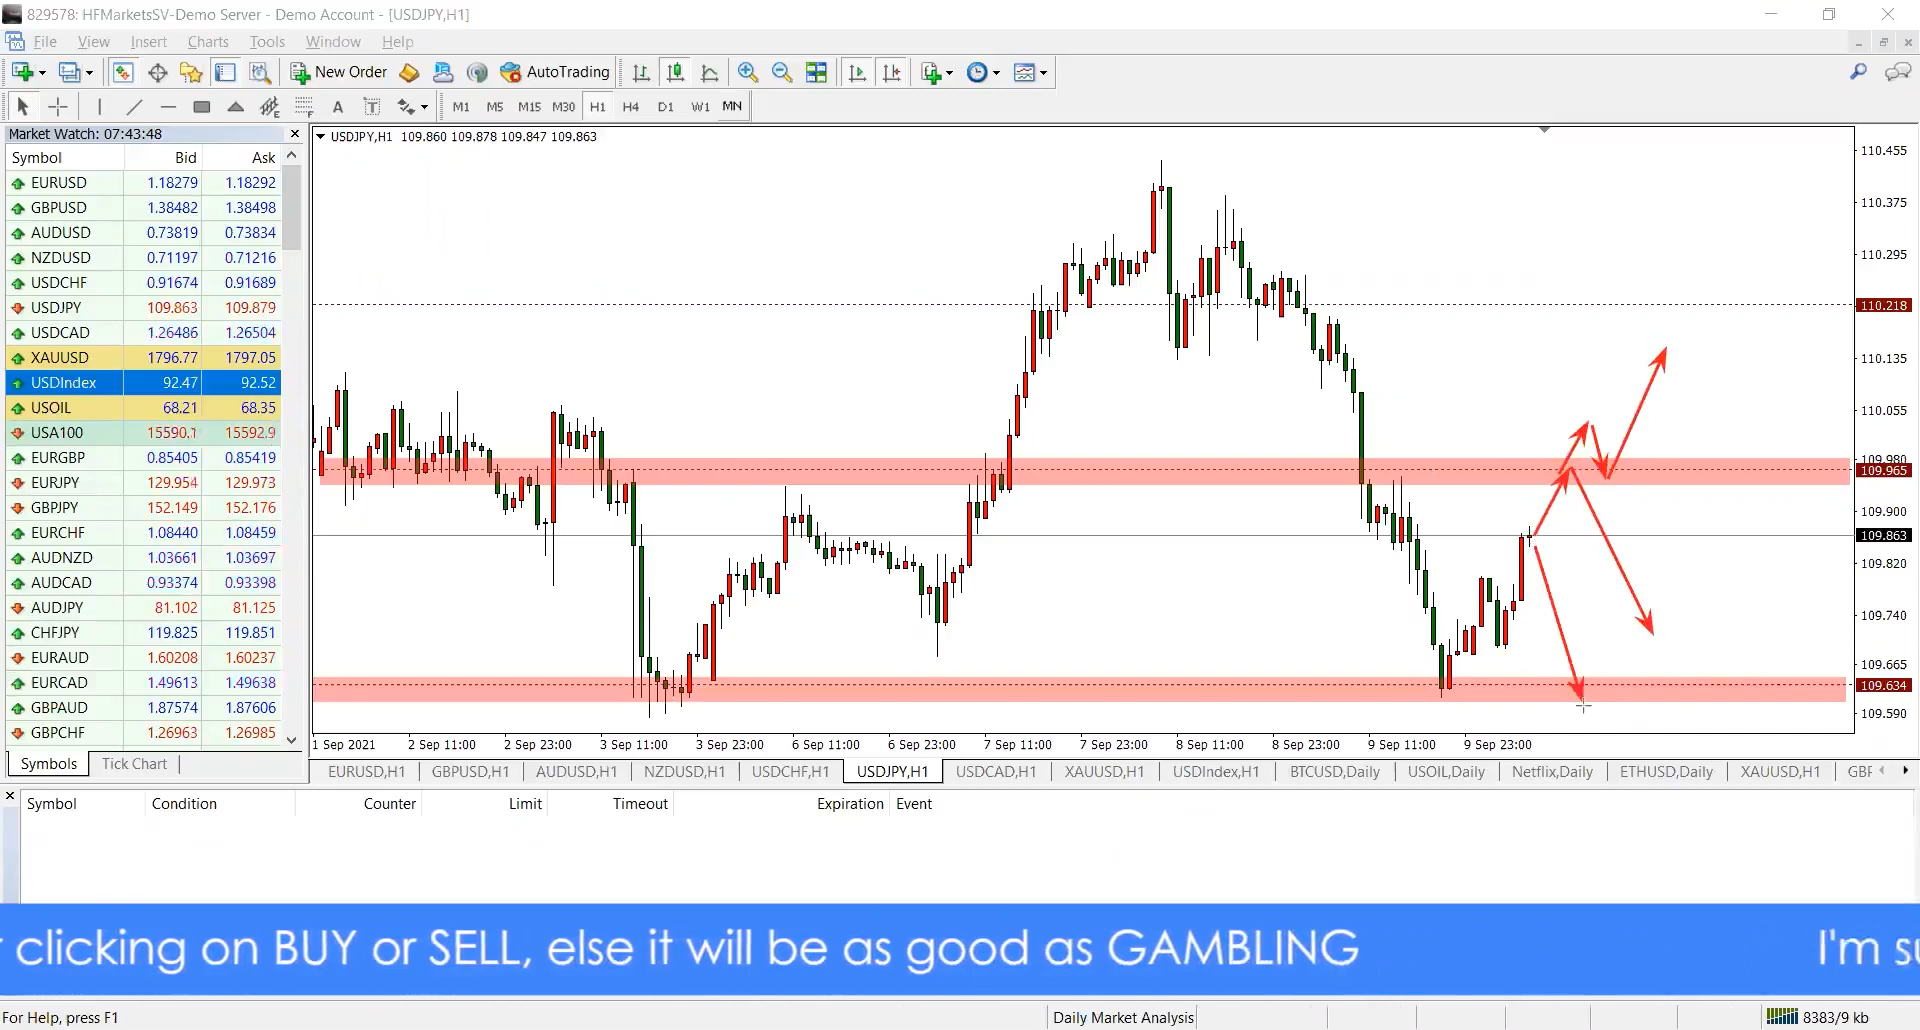 829578: HFMarketsSV-Demo Server - Demo Account - [USDJPY,H1]
File View Insert Charts Tools Window Help
New Order AutoTrading
A T M1 M5 M15 M30 H1 H4 D1 W1 MN
Market Watch: 07:43:48
Symbol Bid Ask
EURUSD 1.18279 1.18292
GBPUSD 1.38482 1.38498
AUDUSD 0.73819 0.73834
NZDUSD 0.71197 0.71216
USDCHF 0.91674 0.91689
USDJPY 109.863 109.879
USDCAD 1.26486 1.26504
XAUUSD 1796.77 1797.05
USDIndex 92.47 92.52
USOIL 68.21 68.35
USA100 15590.1 15592.9
EURGBP 0.85405 0.85419
EURJPY 129.954 129.973
GBPJPY 152.149 152.176
EURCHF 1.08440 1.08459
AUDNZD 1.03661 1.03697
AUDCAD 0.93374 0.93398
AUDJPY 81.102 81.125
CHFJPY 119.825 119.851
EURAUD 1.60208 1.60237
EURCAD 1.49613 1.49638
GBPAUD 1.87574 1.87606
GBPCHF 1.26963 1.26985
Symbols Tick Chart
USDJPY,H1 109.860 109.878 109.847 109.863
110.455
110.375
110.295
110.218
110.135
110.055
109.980
109.965
109.900
109.863
109.820
109.740
109.665
109.634
109.590
1 Sep 2021 2 Sep 11:00 2 Sep 23:00 3 Sep 11:00 3 Sep 23:00 6 Sep 11:00 6 Sep 23:00 7 Sep 11:00 7 Sep 23:00 8 Sep 11:00 8 Sep 23:00 9 Sep 11:00 9 Sep 23:00
EURUSD,H1 GBPUSD,H1 AUDUSD,H1 NZDUSD,H1 USDCHF,H1 USDJPY,H1 USDCAD,H1 XAUUSD,H1 USDIndex,H1 BTCUSD,Daily USOIL,Daily Netflix,Daily ETHUSD,Daily XAUUSD,H1 GBF
Symbol Condition Counter Limit Timeout Expiration Event
clicking on BUY or SELL, else it will be as good as GAMBLING I'm su
For Help, press F1 Daily Market Analysis 8383/9 kb